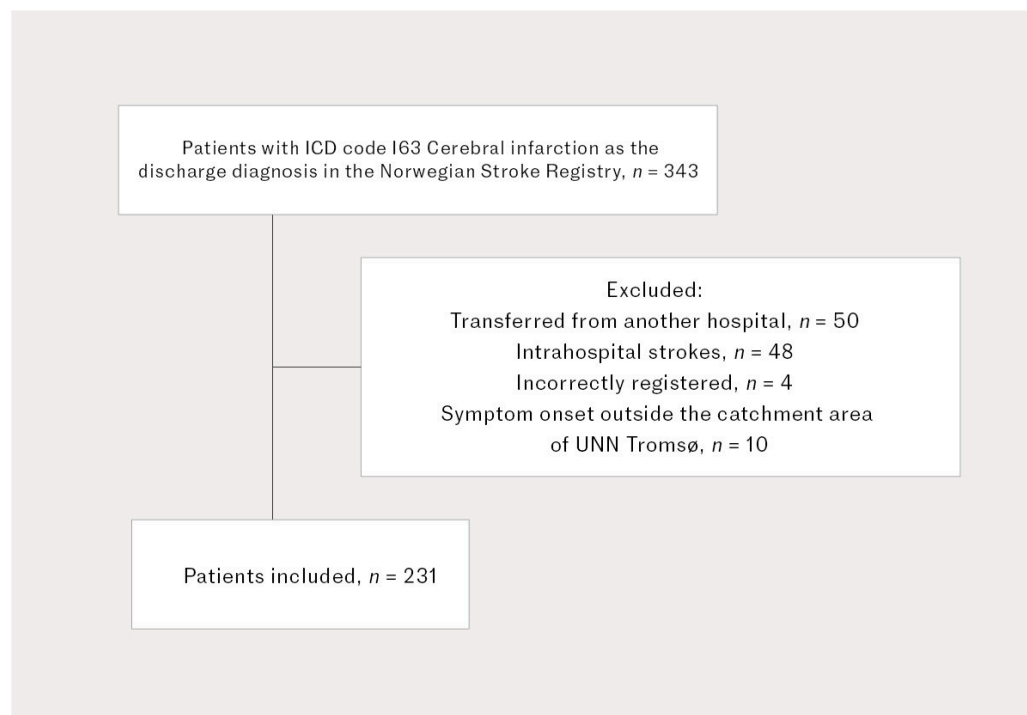 Patients with ICD code I63 Cerebral infarction as the
discharge diagnosis in the Norwegian Stroke Registry, n = 343
Excluded:
Transferred from another hospital, n = 50
Intrahospital strokes, n = 48
Incorrectly registered, n = 4
Symptom onset outside the catchment area
of UNN Tromsø, n = 10
Patients included, n = 231